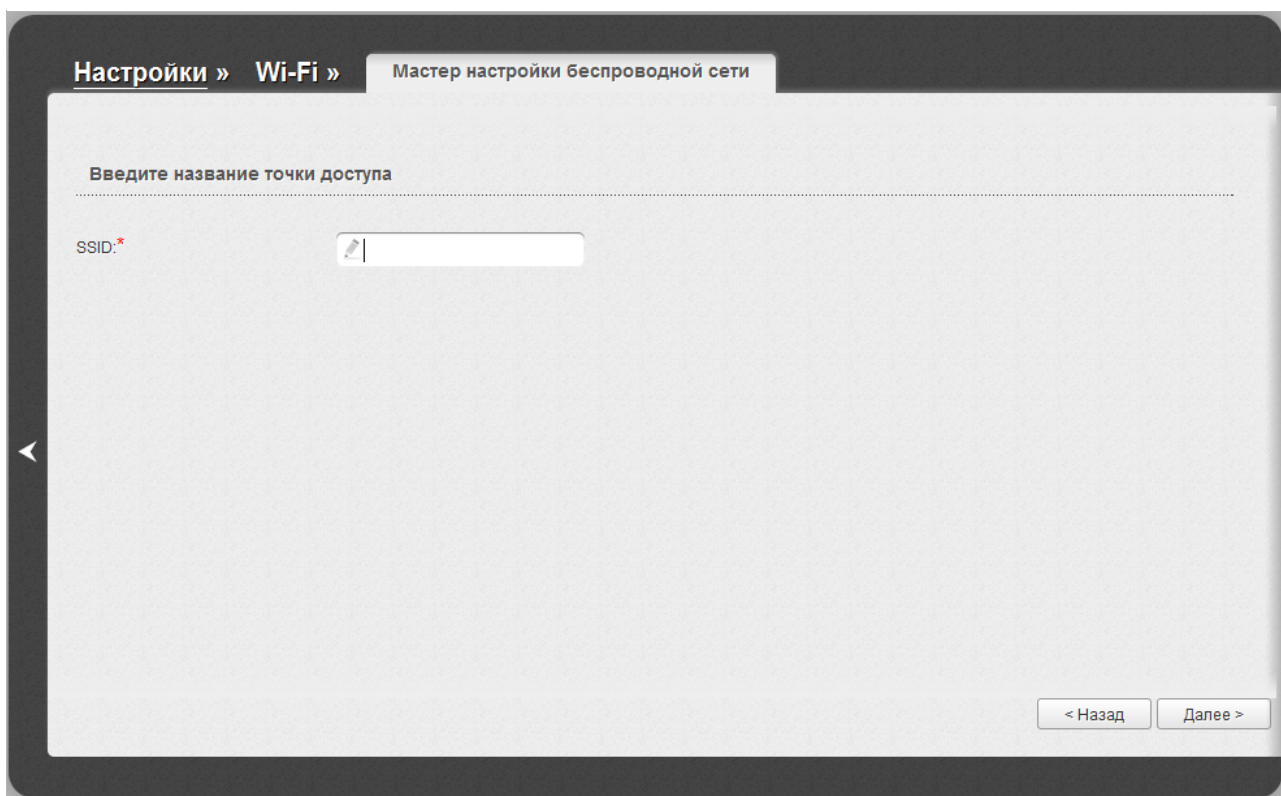 Настройки » Wi-Fi » Мастер настройки беспроводной сети
Введите название точки доступа
SSID:*
< Назад Далее >